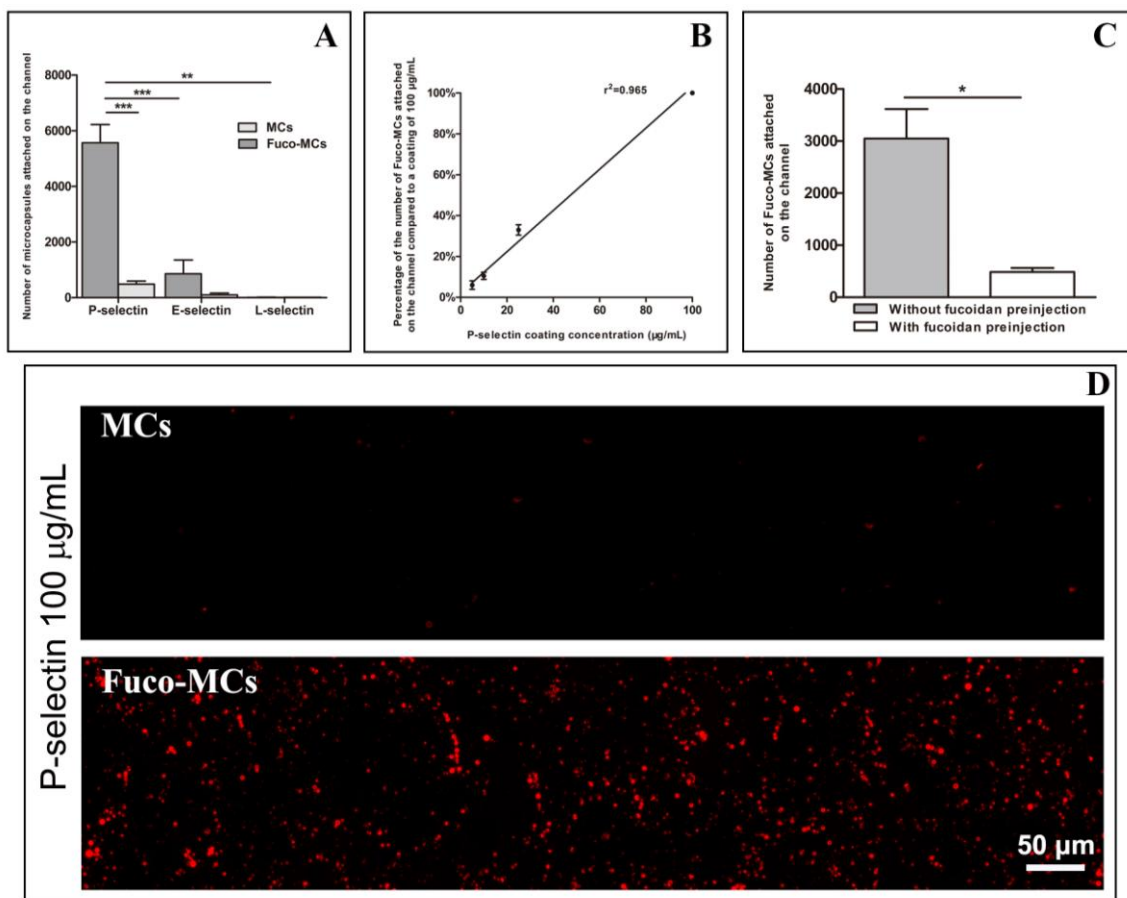 A
Number of microcapsules attached on the channel
8000
6000
4000
2000
0
**
***
***
MCs
Fuco-MCs
P-selectin
E-selectin
L-selectin
B
Percentage of the number of Fuco-MCs attached
on the channel compared to a coating of 100 µg/mL
100%
80%
60%
40%
20%
0%
r²=0.965
0
20
40
60
80
100
P-selectin coating concentration (µg/mL)
C
Number of Fuco-MCs attached
on the channel
4000
3000
2000
1000
0
*
Without fucoidan preinjection
With fucoidan preinjection
D
P-selectin 100 µg/mL
MCs
Fuco-MCs
50 µm